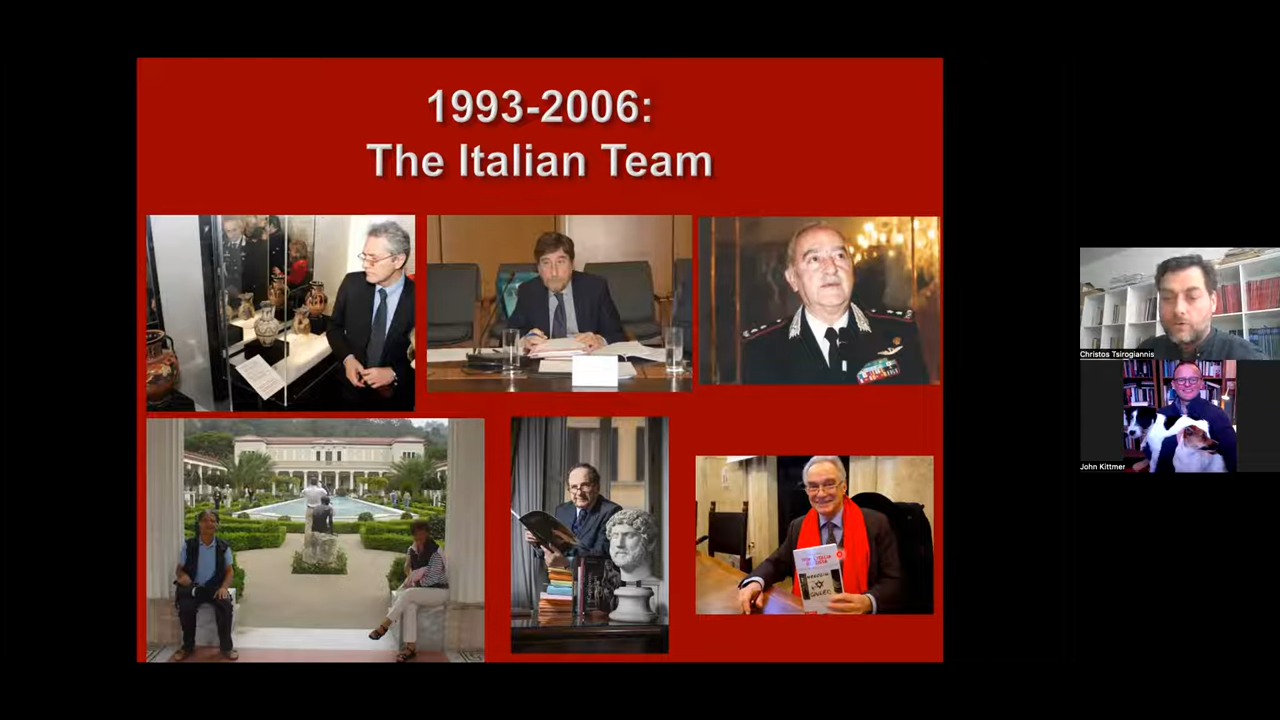 1993-2006:
The Italian Team
Christos Tsirogiannis
John Kittmer